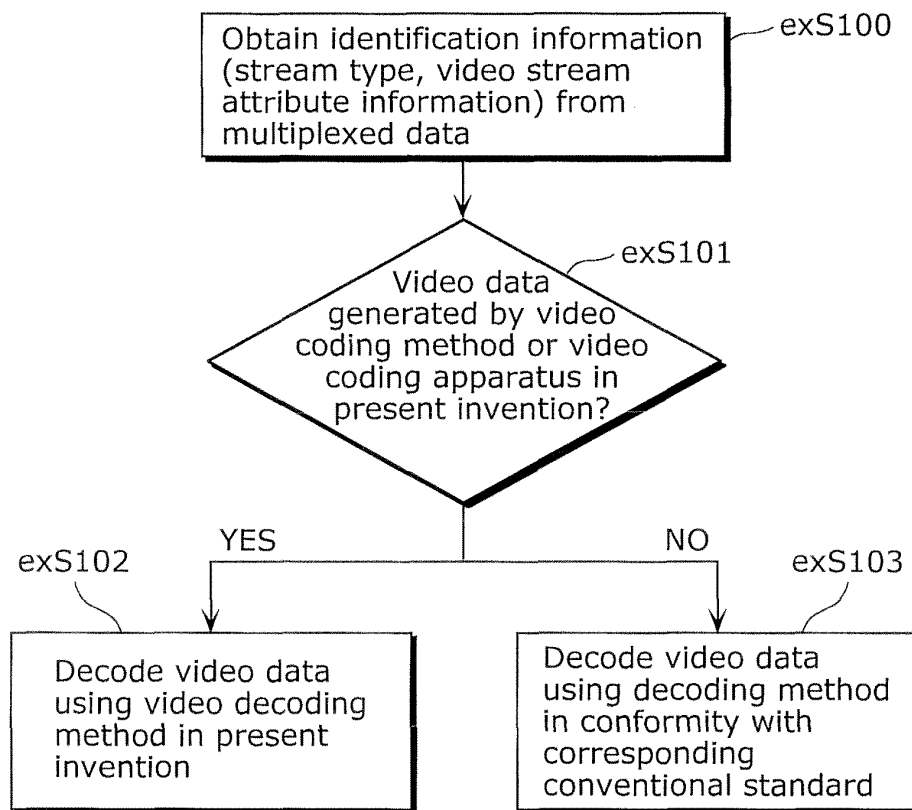 exS100
Obtain identification information
(stream type, video stream
attribute information) from
multiplexed data
exS101
Video data
generated by video
coding method or video
coding apparatus in
present invention?
YES
NO
exS102
exS103
Decode video data
using video decoding
method in present
invention
Decode video data
using decoding method
in conformity with
corresponding
conventional standard